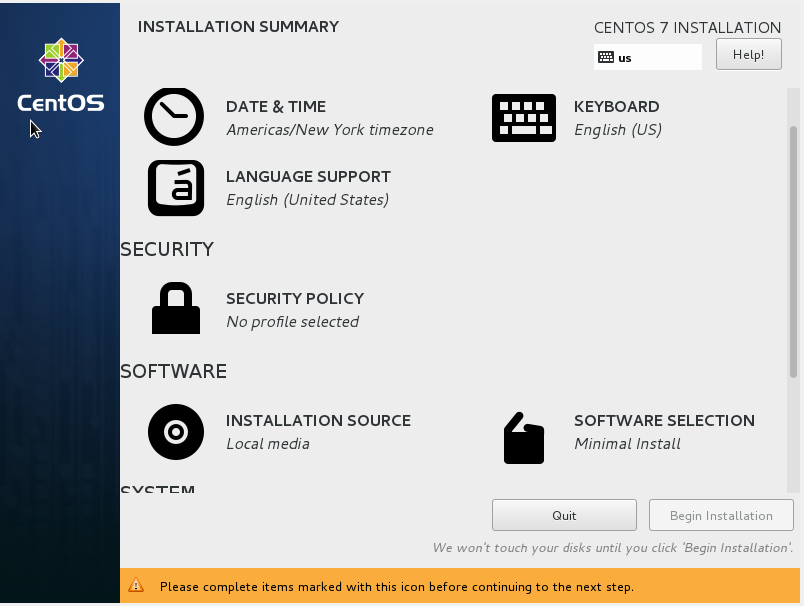 INSTALLATION SUMMARY
CENTOS 7 INSTALLATION
us
Help!
CentOS
DATE & TIME
Americas/New York timezone
KEYBOARD
English (US)
á
LANGUAGE SUPPORT
English (United States)
SECURITY
SECURITY POLICY
No profile selected
SOFTWARE
INSTALLATION SOURCE
Local media
SOFTWARE SELECTION
Minimal Install
SYSTEM
Quit
Begin Installation
We won't touch your disks until you click 'Begin Installation'.
Please complete items marked with this icon before continuing to the next step.